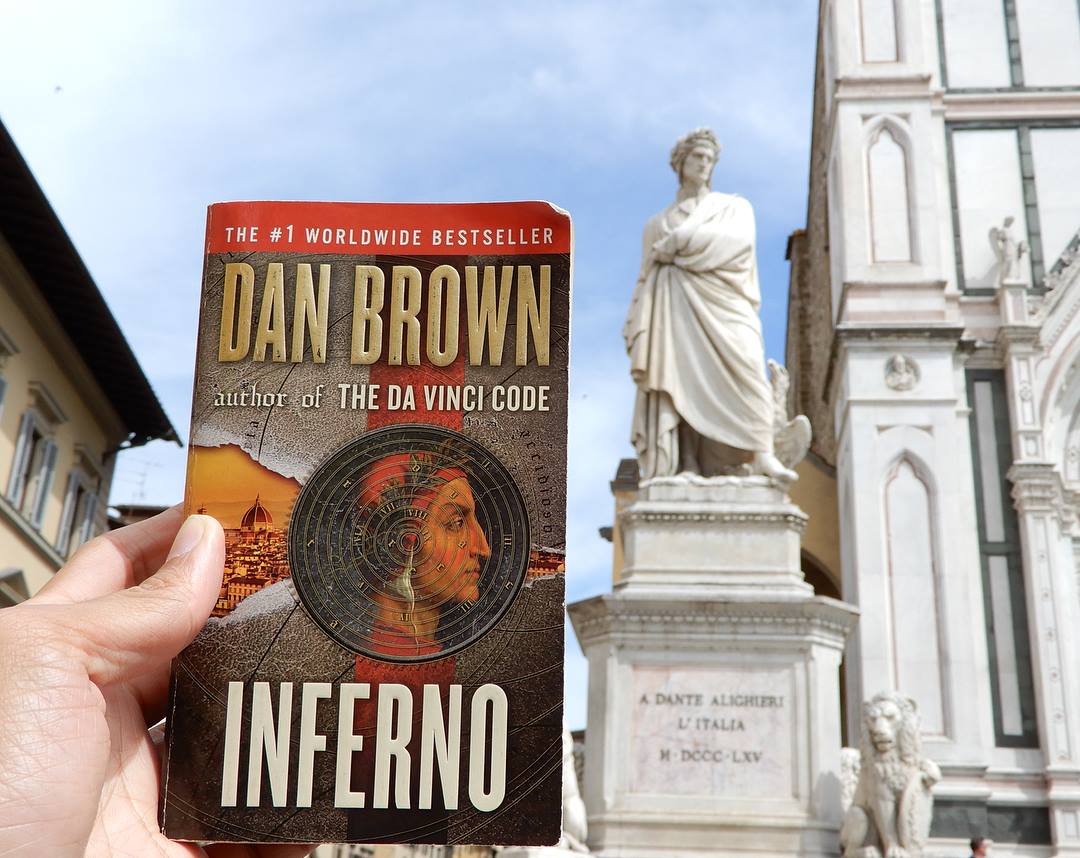 THE #1 WORLDWIDE BESTSELLER
DAN BROWN
author of THE DA VINCI CODE
INFERNO
A DANTE ALIGHIERI
L'ITALIA
M·DCCC·LXV